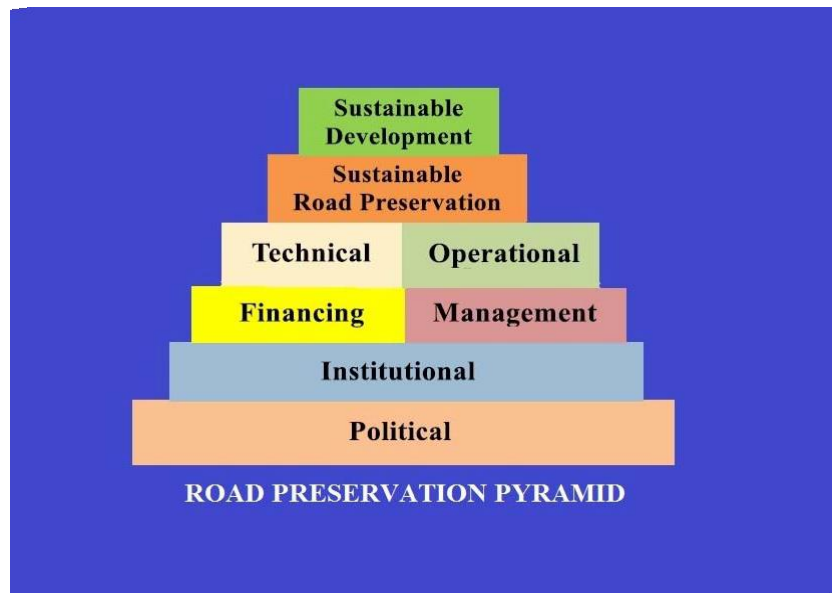 Sustainable
Development
Sustainable
Road Preservation
Technical
Operational
Financing
Management
Institutional
Political
ROAD PRESERVATION PYRAMID